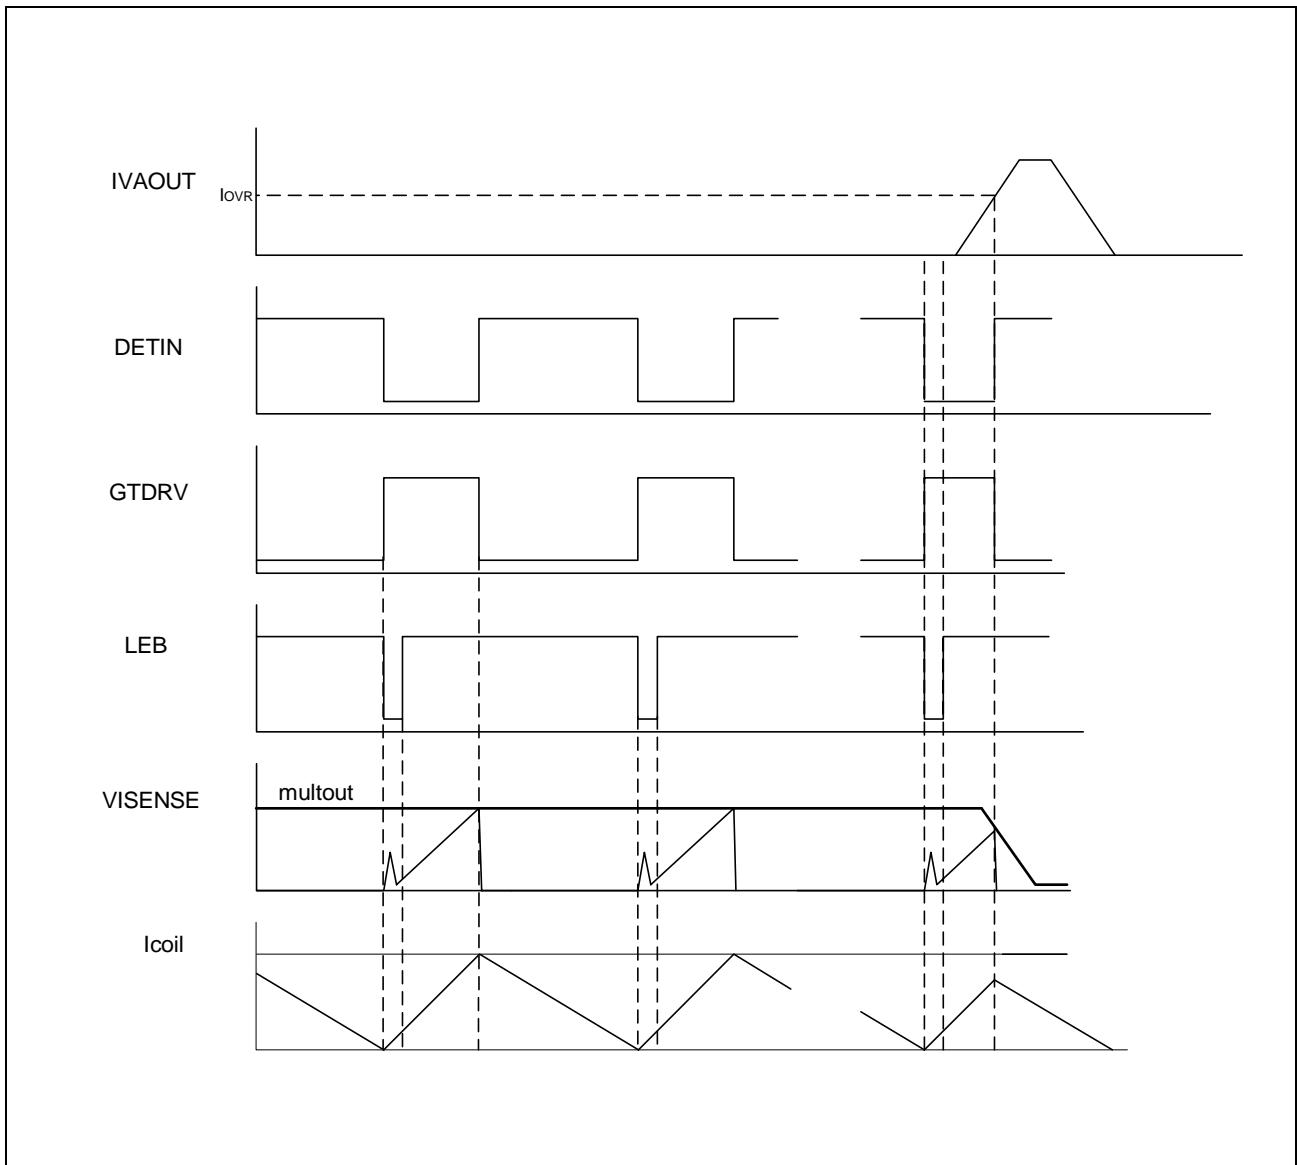 IVAOUT
IOVR
DETIN
GTDRV
LEB
VISENSE
multout
Icoil